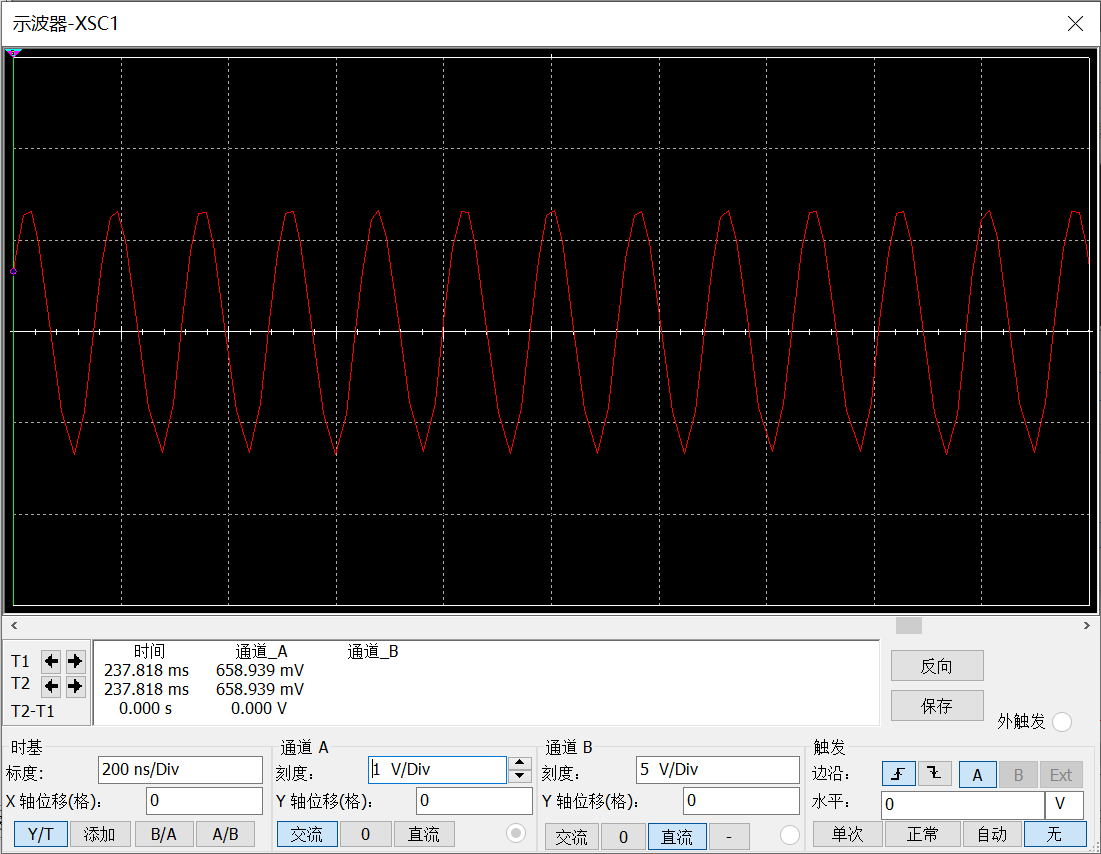 示波器-XSC1
时间 通道_A 通道_B
T1 237.818 ms 658.939 mV
T2 237.818 ms 658.939 mV
T2-T1 0.000 s 0.000 V
反向
保存
外触发
时基
标度: 200 ns/Div
X 轴位移(格): 0
Y/T 添加 B/A A/B
通道 A
刻度: 1 V/Div
Y 轴位移(格): 0
交流 0 直流
通道 B
刻度: 5 V/Div
Y 轴位移(格): 0
交流 0 直流 -
触发
边沿: A B Ext
水平: 0 V
单次 正常 自动 无